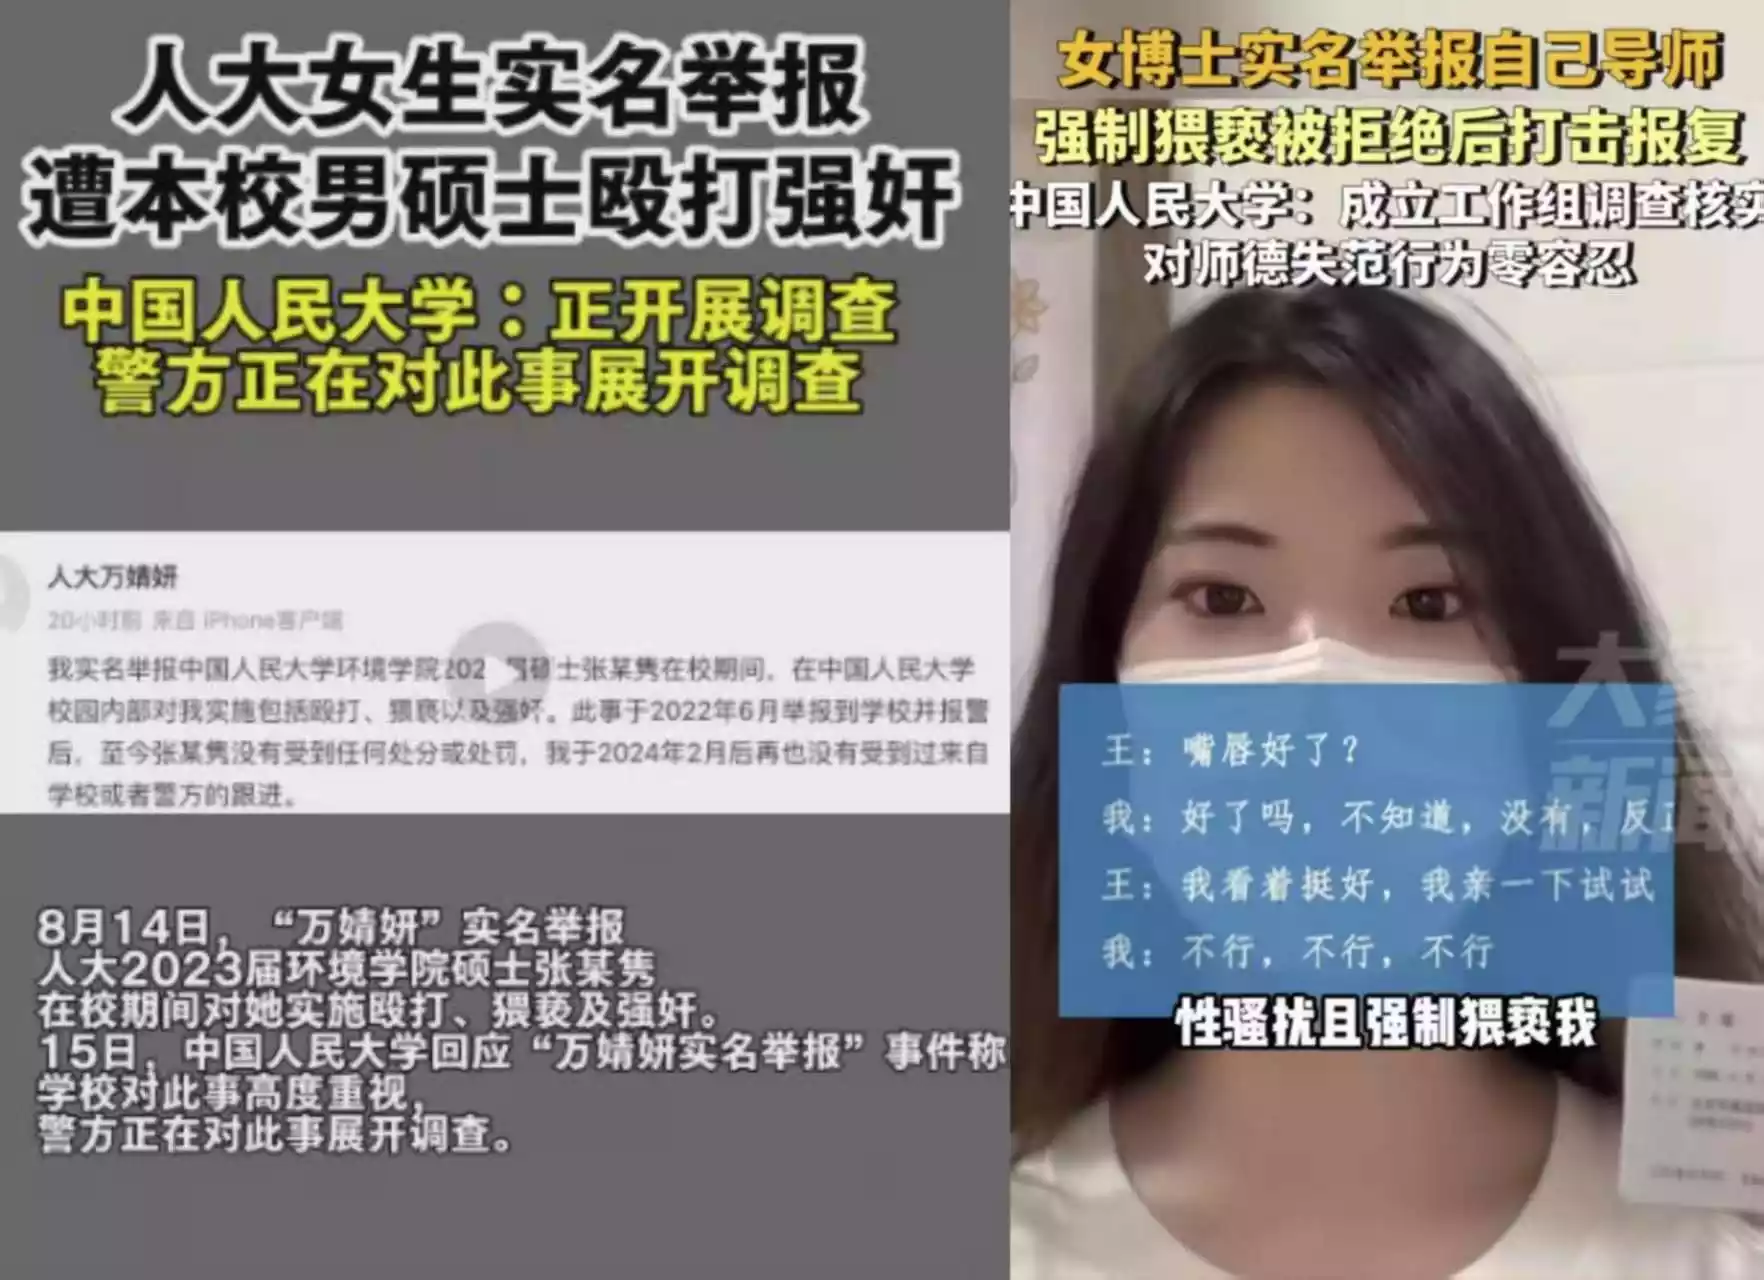 人大女生实名举报
遭本校男硕士殴打强奸
中国人民大学：正开展调查
警方正在对此事展开调查
人大万婧妍
20小时前 来自 iPhone客户端
我实名举报中国人民大学环境学院202 届硕士张某隽在校期间，在中国人民大学
校园内部对我实施包括殴打、猥亵以及强奸。此事于2022年6月举报到学校并报警
后，至今张某隽没有受到任何处分或处罚，我于2024年2月后再也没有受到过来自
学校或者警方的跟进。
8月14日，“万婧妍”实名举报
人大2023届环境学院硕士张某隽
在校期间对她实施殴打、猥亵及强奸。
15日，中国人民大学回应“万婧妍实名举报”事件称
学校对此事高度重视，
警方正在对此事展开调查。
女博士实名举报自己导师
强制猥亵被拒绝后打击报复
中国人民大学：成立工作组调查核实
对师德失范行为零容忍
王：嘴唇好了？
我：好了吗，不知道，没有，反正
王：我看着挺好，我亲一下试试
我：不行，不行，不行
性骚扰且强制猥亵我
大象
新闻